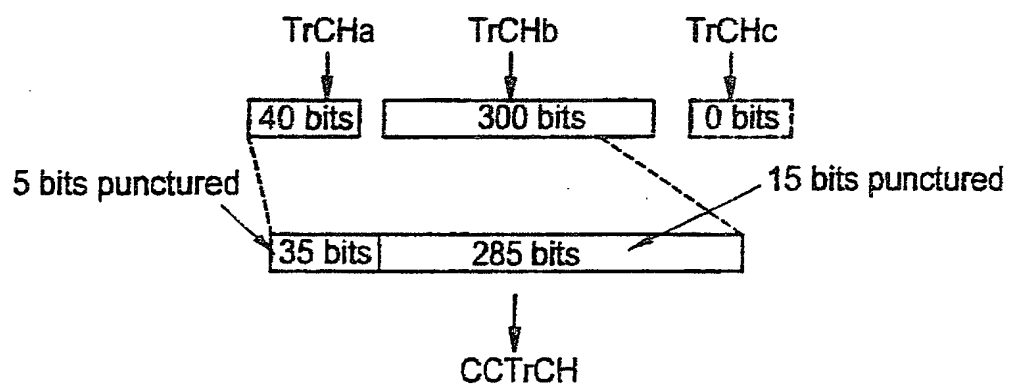 TrCHa TrCHb TrCHc
40 bits 300 bits 0 bits
5 bits punctured 15 bits punctured
35 bits 285 bits
CCTrCH